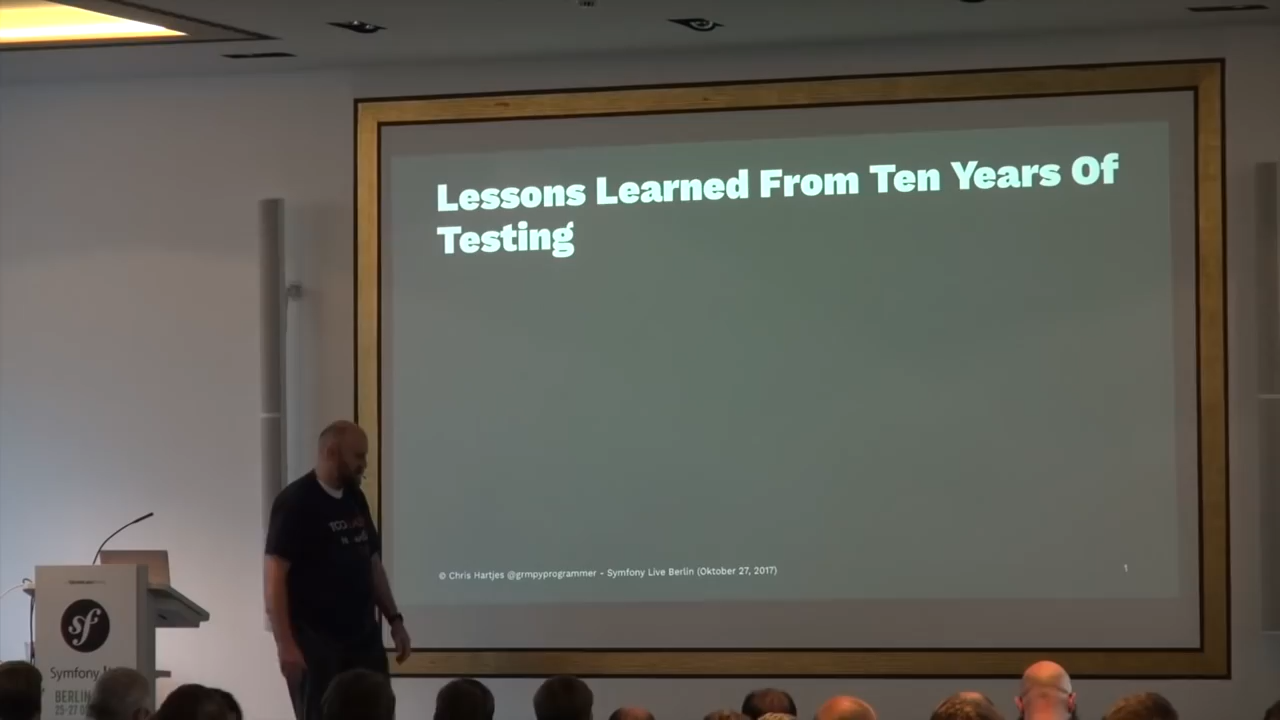 Lessons Learned From Ten Years Of
Testing
© Chris Hartjes @grmpyprogrammer - Symfony Live Berlin (Oktober 27, 2017)
1
sf
Symfony
BERLIN